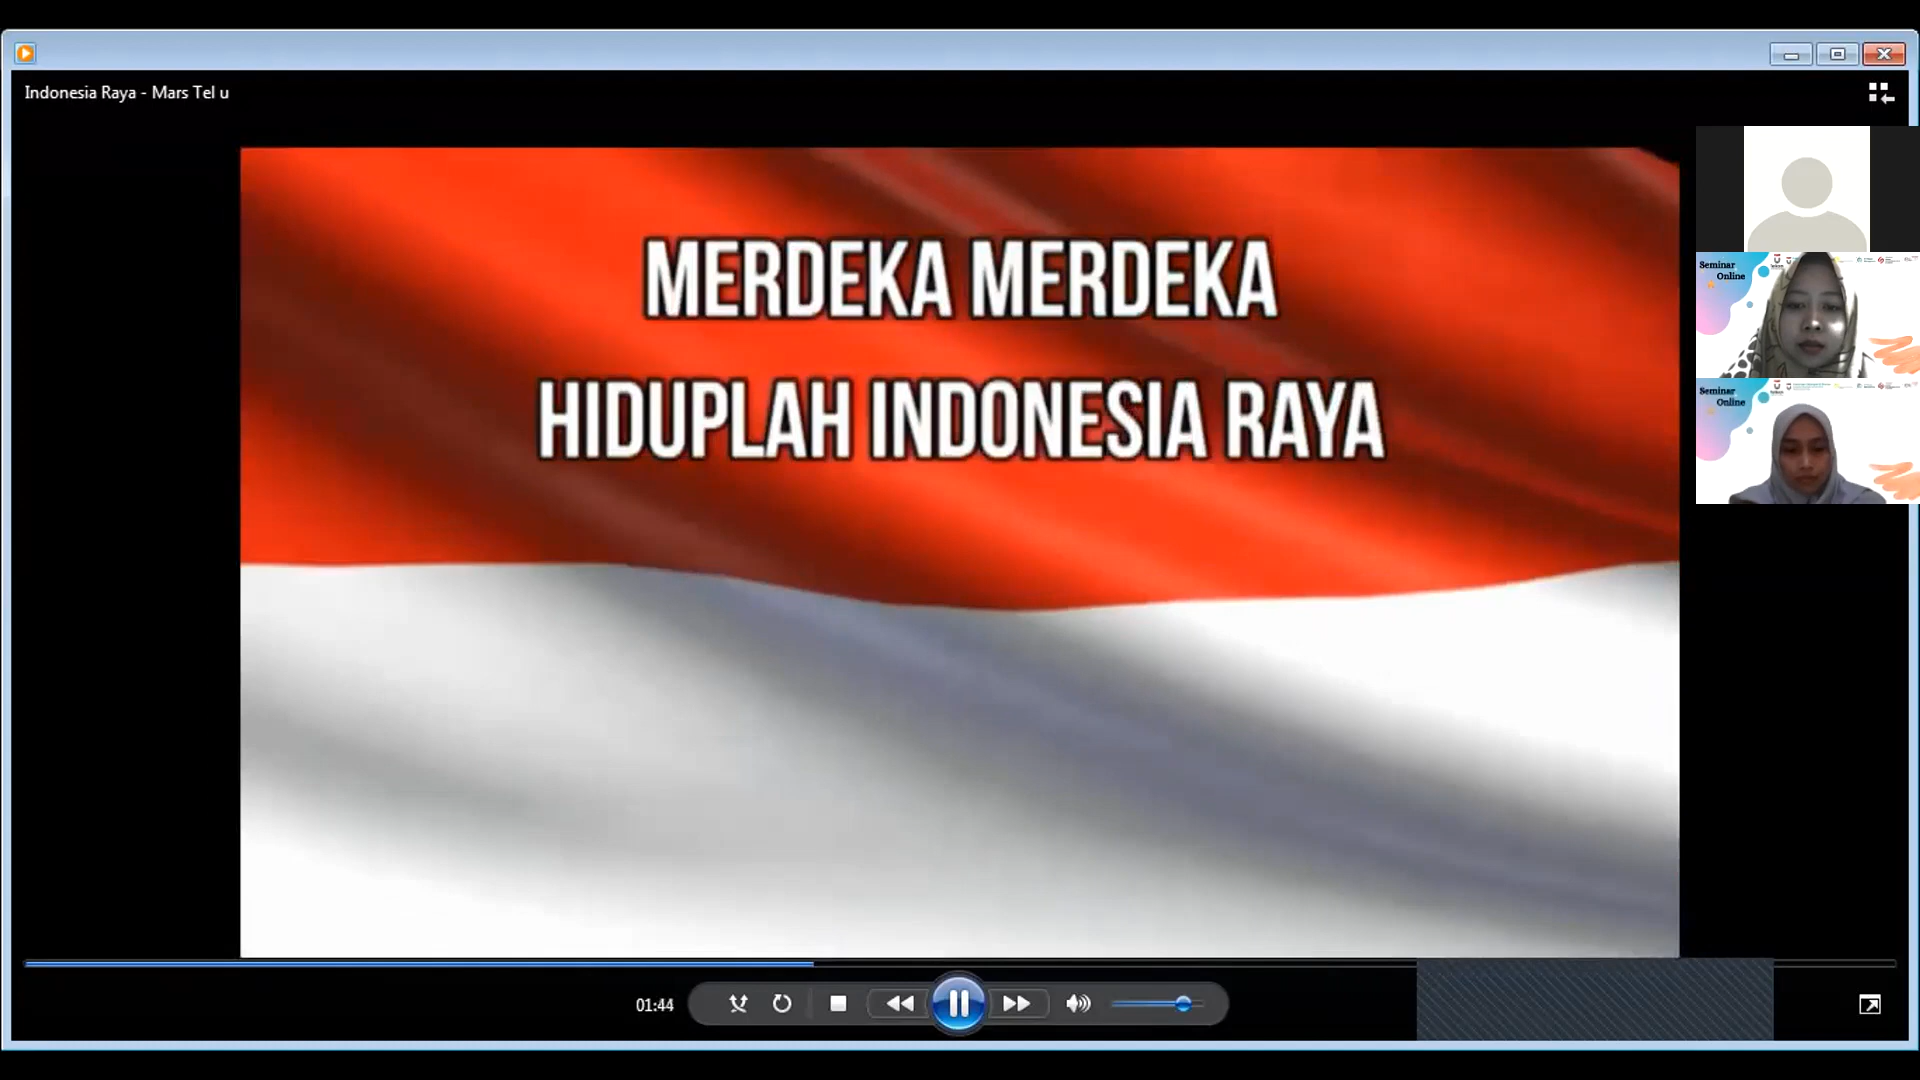 Indonesia Raya - Mars Tel u
MERDEKA MERDEKA
HIDUPLAH INDONESIA RAYA
Seminar
Online
Seminar
Online
01:44